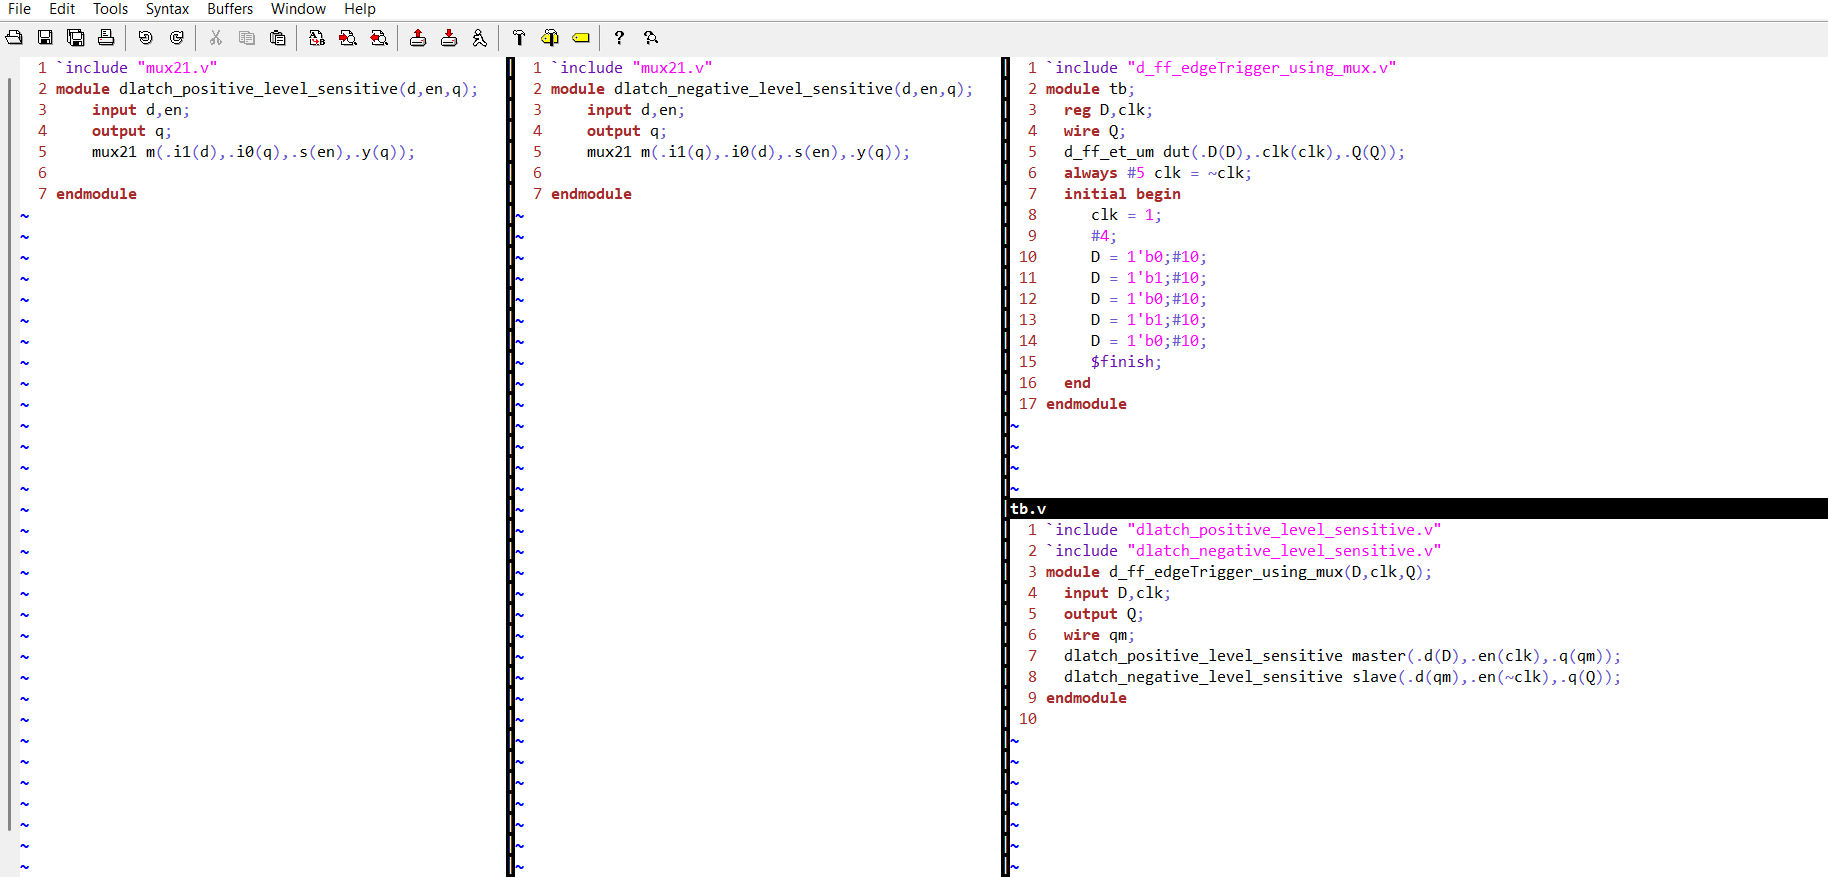 File Edit Tools Syntax Buffers Window Help
1 `include "mux21.v"
2 module dlatch_positive_level_sensitive(d,en,q);
3     input d,en;
4     output q;
5     mux21 m(.i1(d),.i0(q),.s(en),.y(q));
6
7 endmodule
1 `include "mux21.v"
2 module dlatch_negative_level_sensitive(d,en,q);
3     input d,en;
4     output q;
5     mux21 m(.i1(q),.i0(d),.s(en),.y(q));
6
7 endmodule
1 `include "d_ff_edgeTrigger_using_mux.v"
2 module tb;
3   reg D,clk;
4   wire Q;
5   d_ff_et_um dut(.D(D),.clk(clk),.Q(Q));
6   always #5 clk = ~clk;
7   initial begin
8      clk = 1;
9      #4;
10      D = 1'b0;#10;
11      D = 1'b1;#10;
12      D = 1'b0;#10;
13      D = 1'b1;#10;
14      D = 1'b0;#10;
15      $finish;
16   end
17 endmodule
tb.v
1 `include "dlatch_positive_level_sensitive.v"
2 `include "dlatch_negative_level_sensitive.v"
3 module d_ff_edgeTrigger_using_mux(D,clk,Q);
4   input D,clk;
5   output Q;
6   wire qm;
7   dlatch_positive_level_sensitive master(.d(D),.en(clk),.q(qm));
8   dlatch_negative_level_sensitive slave(.d(qm),.en(~clk),.q(Q));
9 endmodule
10